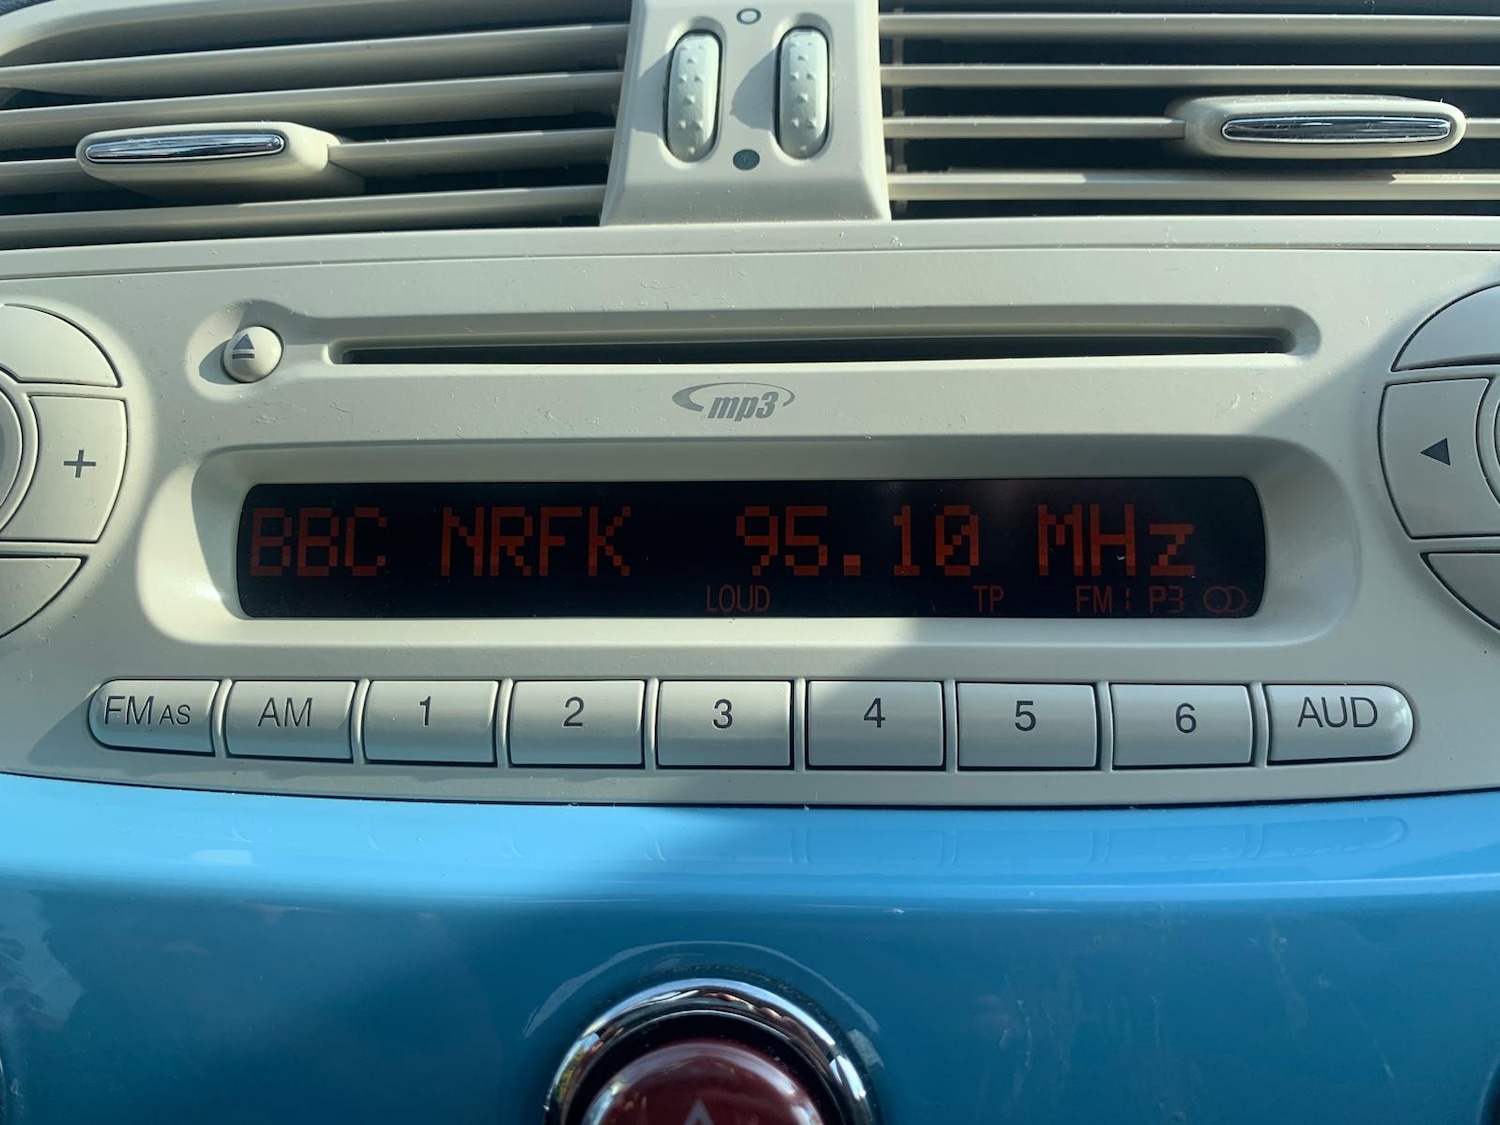 mp3
BBC NRFK 95.10 MHz
LOUD TP FM1 P3
FM AS AM 1 2 3 4 5 6 AUD